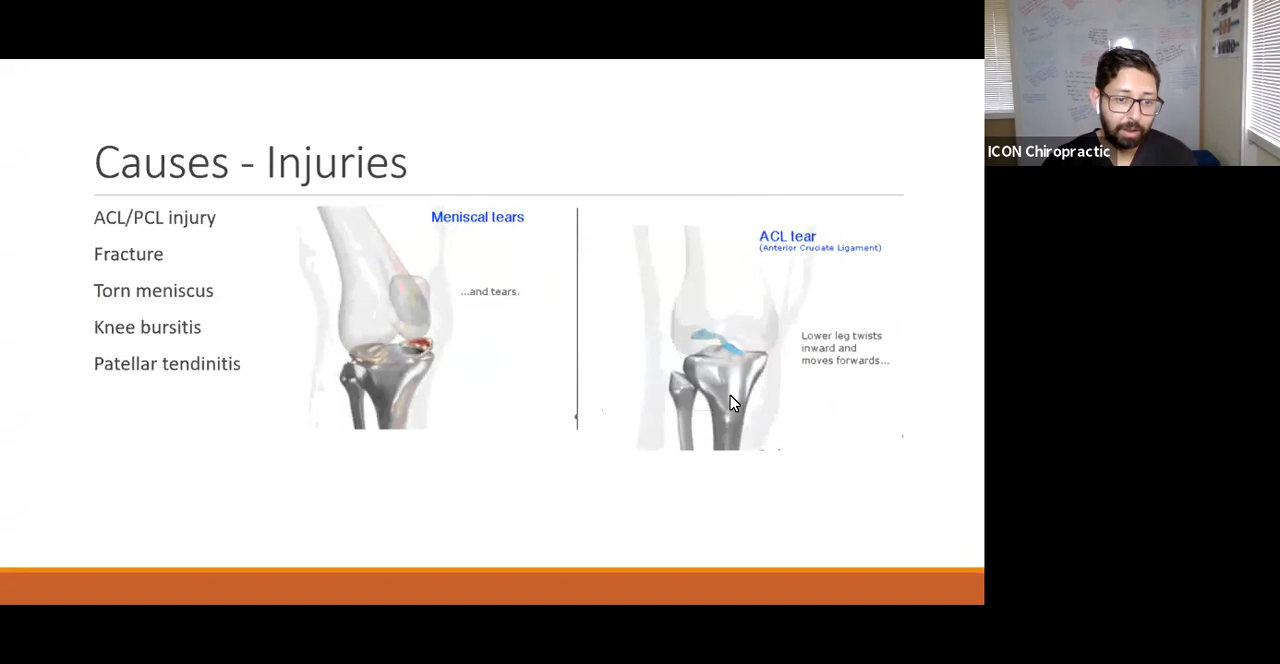 Causes - Injuries
ACL/PCL injury
Fracture
Torn meniscus
Knee bursitis
Patellar tendinitis
Meniscal tears
...and tears.
ACL tear
(Anterior Cruciate Ligament)
Lower leg twists
inward and
moves forwards...
ICON Chiropractic